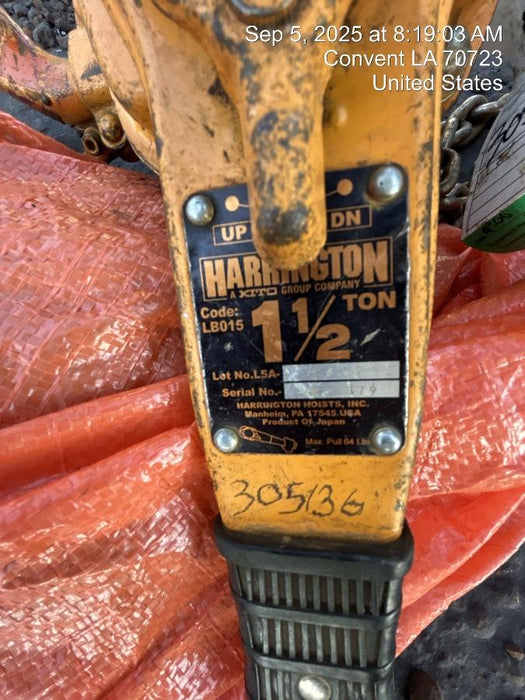 Sep 5, 2025 at 8:19:03 AM
Convent LA 70723
United States
UP DN
HARRINGTON
A KITO GROUP COMPANY
Code:
LB015
1 1/2 TON
Lot No.L5A-
Serial No.-
HARRINGTON HOISTS, INC.
Manheim, PA 17545 USA
Product Of Japan
Max. Pull 64 Lbs
305136